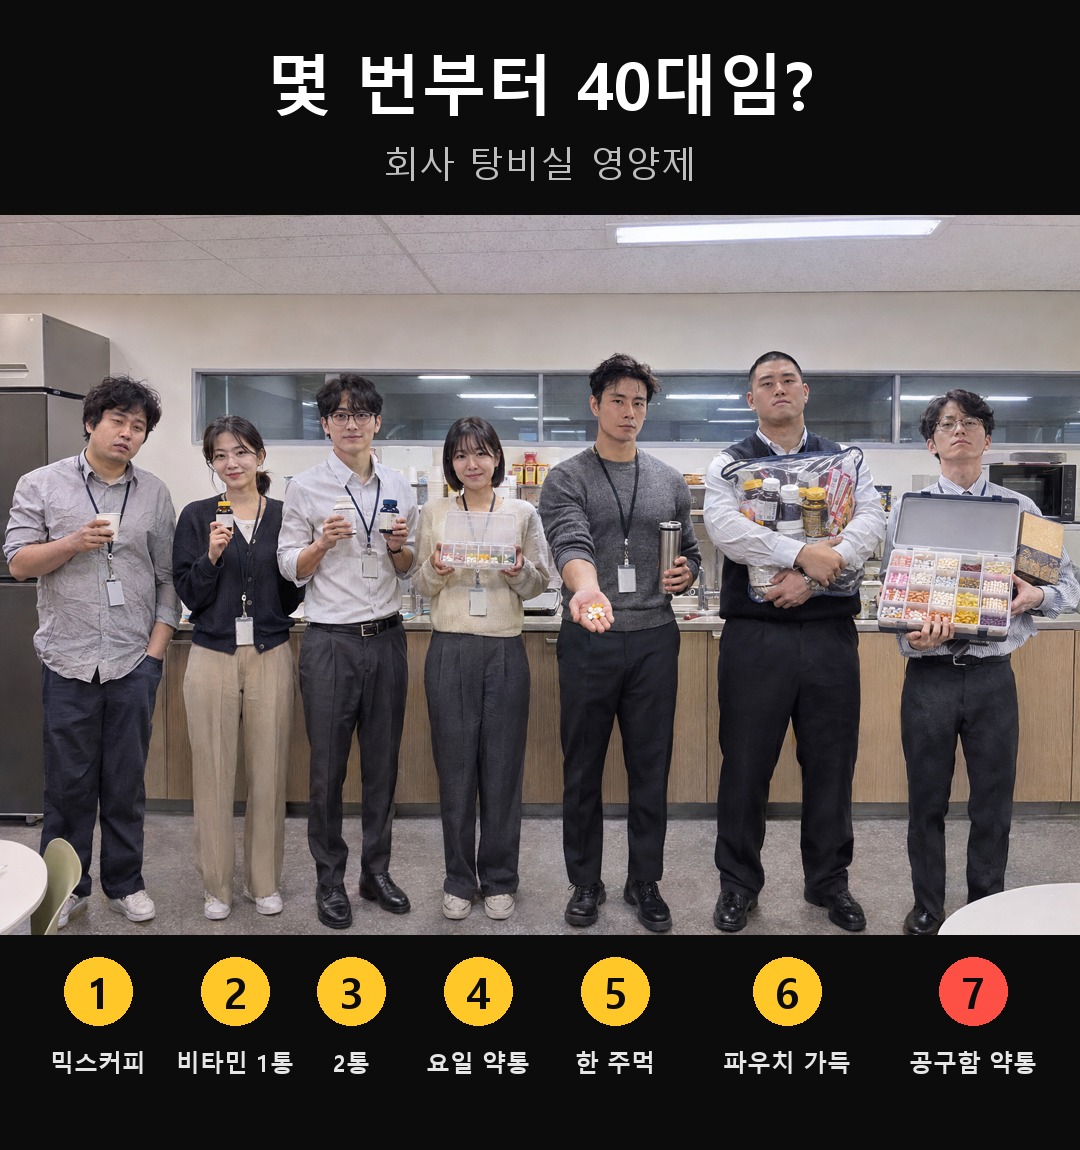 몇 번부터 40대임?
회사 탕비실 영양제
1
2
3
4
5
6
7
믹스커피
비타민 1통
2통
요일 약통
한 주먹
파우치 가득
공구함 약통